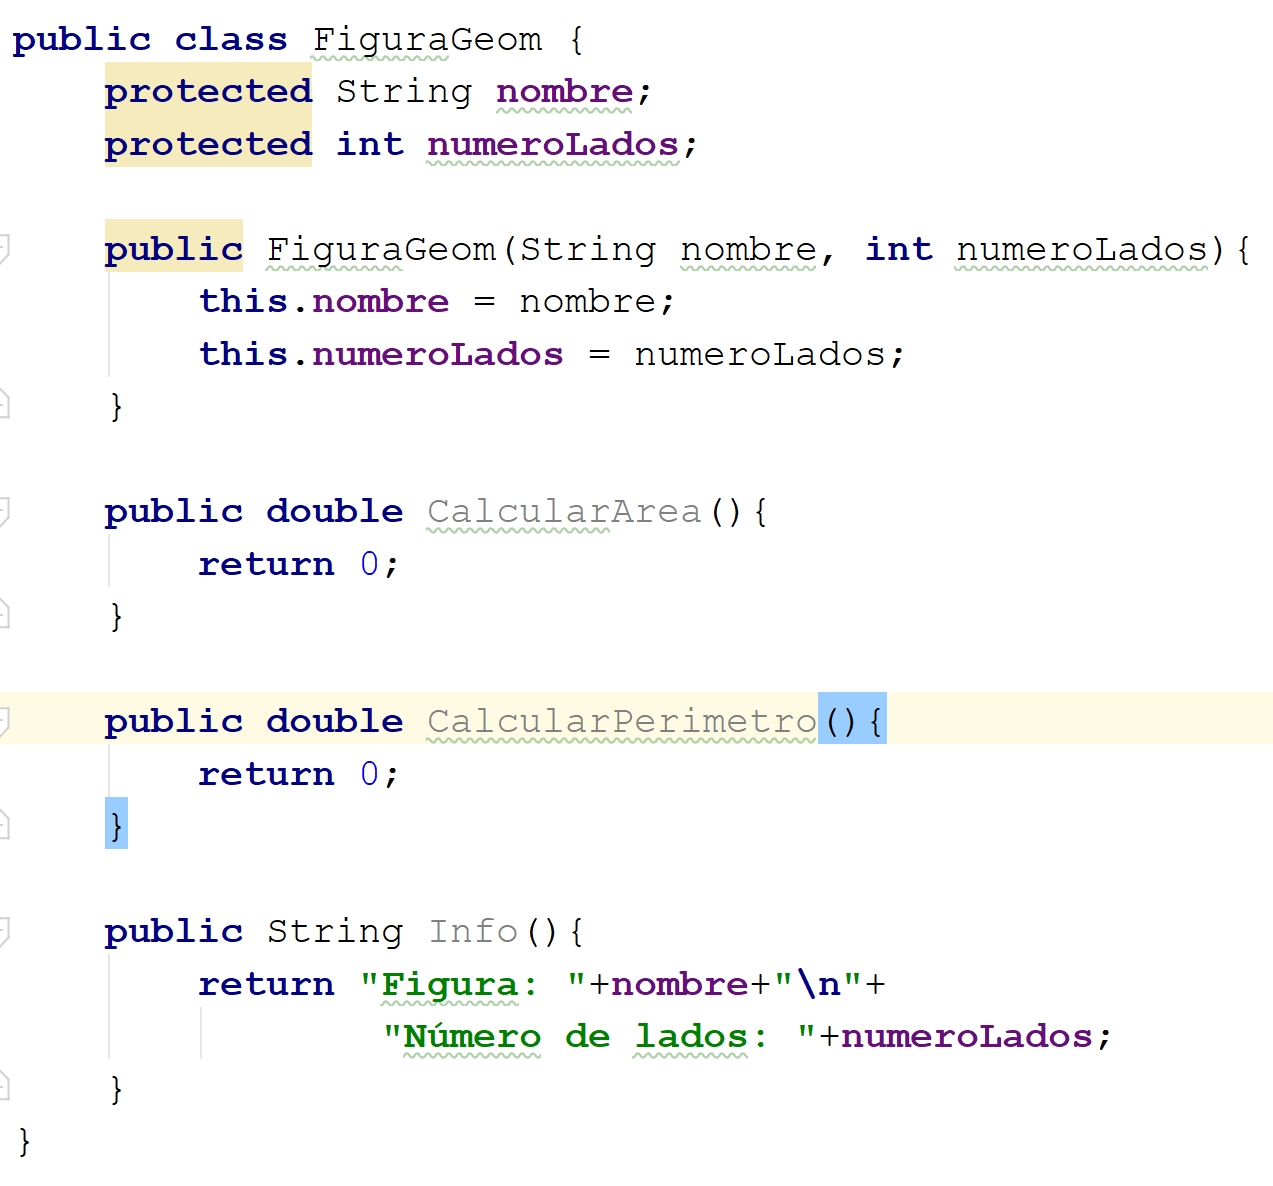 public class FiguraGeom {
    protected String nombre;
    protected int numeroLados;

    public FiguraGeom(String nombre, int numeroLados){
        this.nombre = nombre;
        this.numeroLados = numeroLados;
    }

    public double CalcularArea(){
        return 0;
    }

    public double CalcularPerimetro(){
        return 0;
    }

    public String Info(){
        return "Figura: "+nombre+"\n"+
                "Número de lados: "+numeroLados;
    }
}